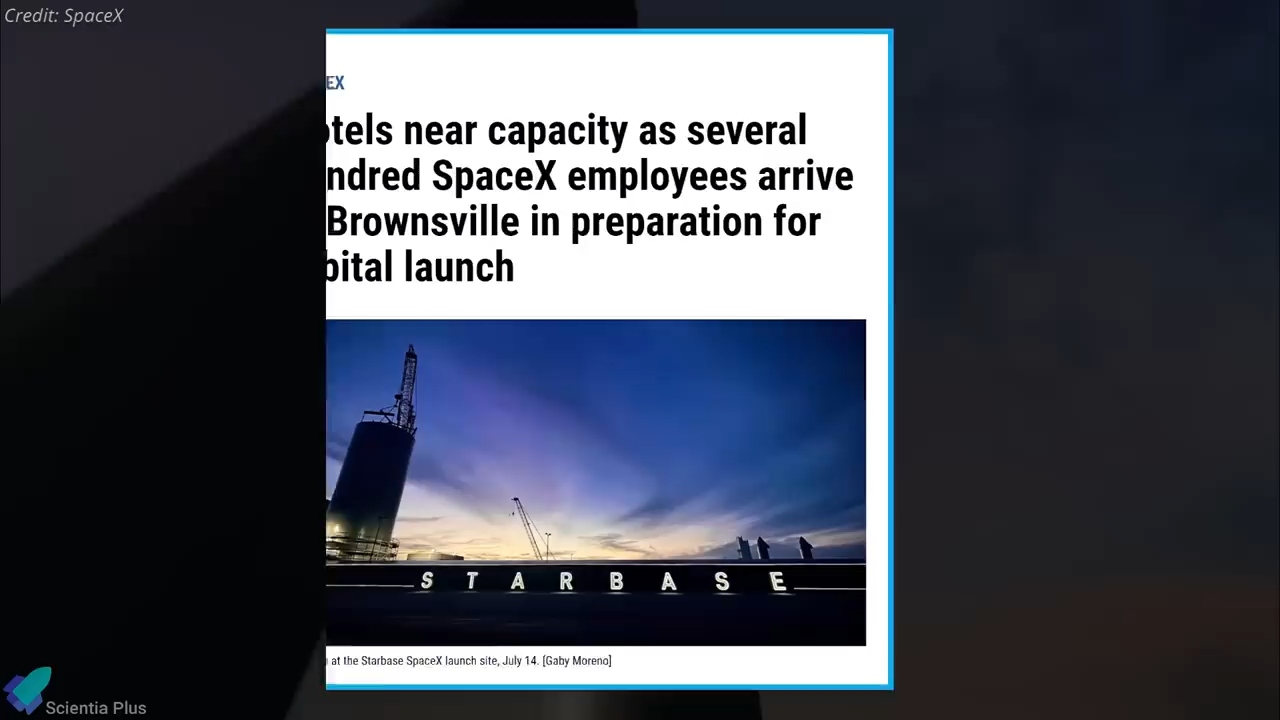 Credit: SpaceX
EX
otels near capacity as several
ndred SpaceX employees arrive
Brownsville in preparation for
bital launch
STARBASE
at the Starbase SpaceX launch site, July 14. [Gaby Moreno]
Scientia Plus